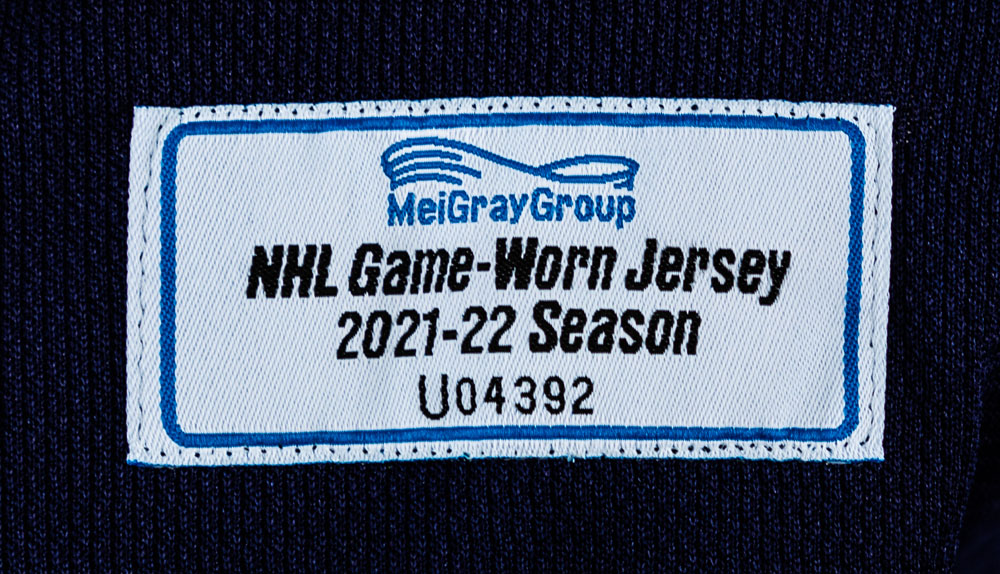 MeiGrayGroup
NHL Game-Worn Jersey
2021-22 Season
U04392